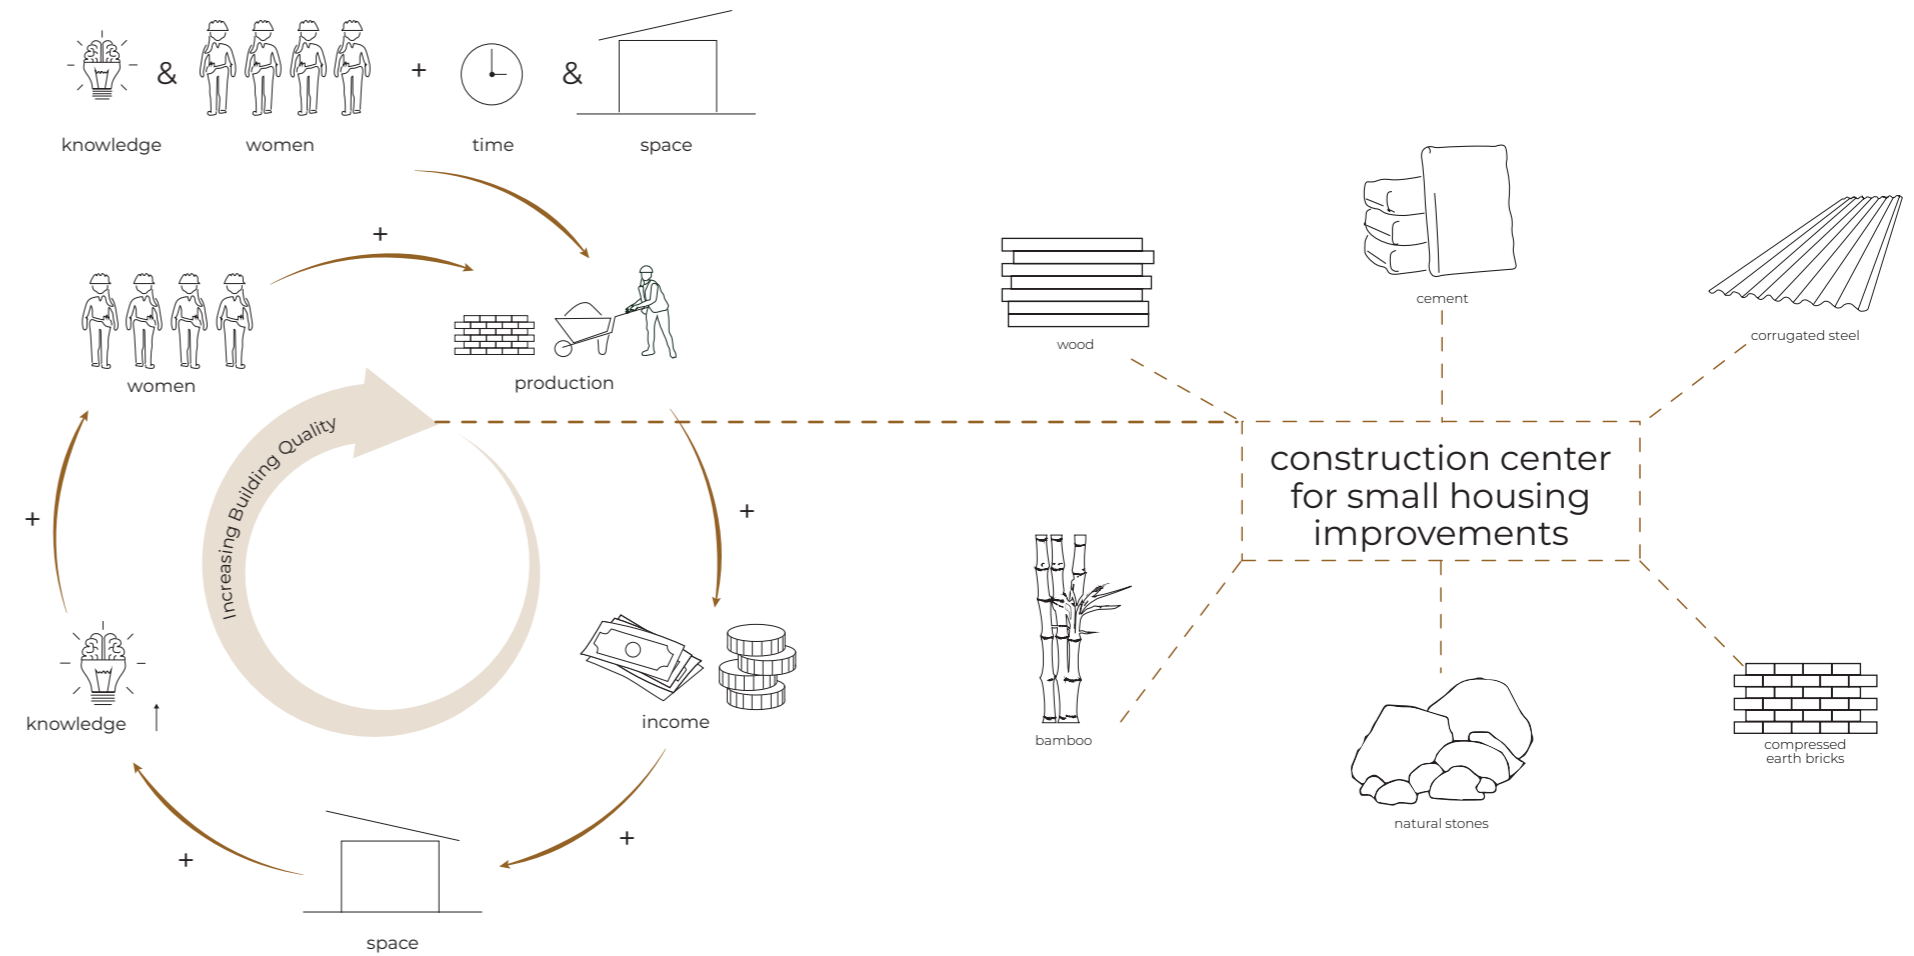 & + &
knowledge women time space
+
women
production
Increasing Building Quality
+
+
knowledge
income
+
+
space
wood
cement
corrugated steel
construction center
for small housing
improvements
bamboo
natural stones
compressed
earth bricks